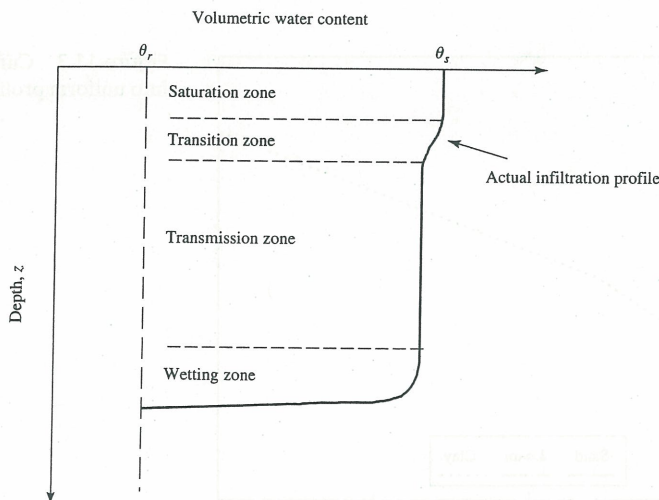 Volumetric water content
θr
θs
Saturation zone
Transition zone
Actual infiltration profile
Transmission zone
Depth, z
Wetting zone